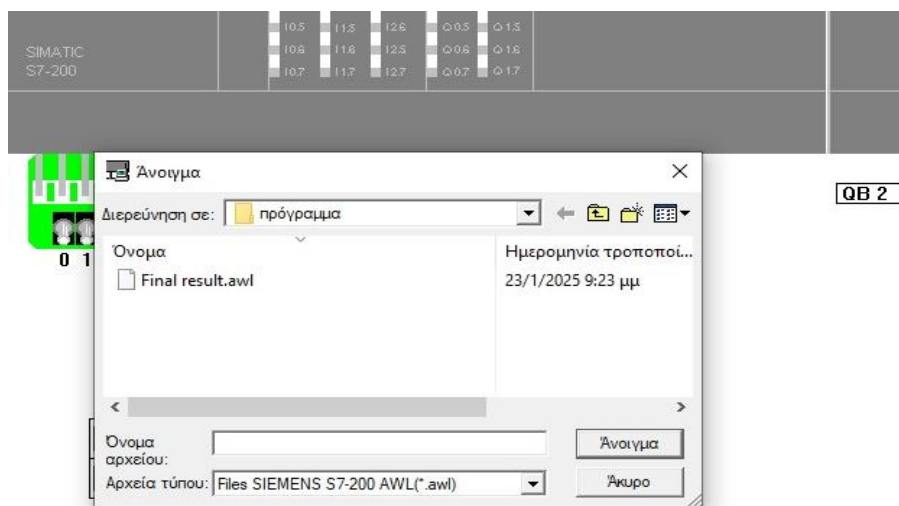 I0.5 I1.5 I2.6 Q0.5 Q1.5
SIMATIC I0.6 I1.6 I2.5 Q0.6 Q1.6
S7-200 I0.7 I1.7 I2.7 Q0.7 Q1.7
Άνοιγμα
QB 2
Διερεύνηση σε: πρόγραμμα
0 1
Όνομα Ημερομηνία τροποποί...
Final result.awl 23/1/2025 9:23 μμ
Όνομα αρχείου: Άνοιγμα
Αρχεία τύπου: Files SIEMENS S7-200 AWL(*.awl) Άκυρο